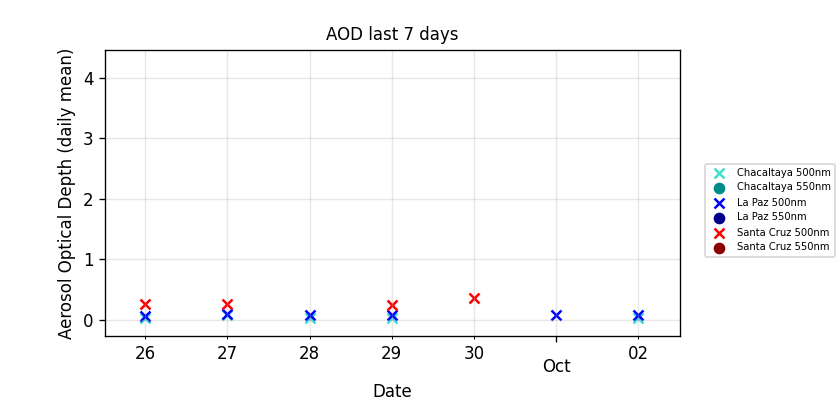 AOD last 7 days
Aerosol Optical Depth (daily mean)
4
3
2
1
0
26 27 28 29 30 Oct 02
Date
Chacaltaya 500nm
Chacaltaya 550nm
La Paz 500nm
La Paz 550nm
Santa Cruz 500nm
Santa Cruz 550nm